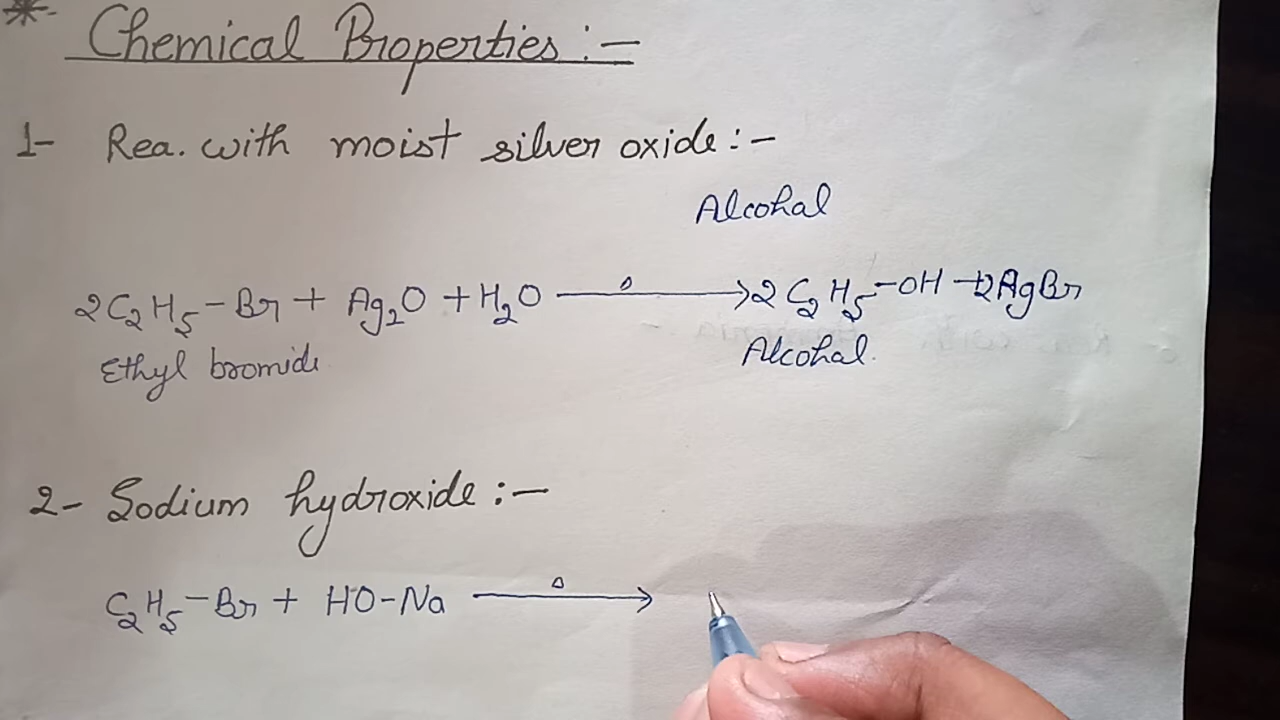 * Chemical Properties :-
1- Rea. with moist silver oxide :-
Alcohal
2C₂H₅-Br + Ag₂O + H₂O —Δ→ 2C₂H₅-OH + 2AgBr
Ethyl bromide Alcohal.
2- Sodium hydroxide :-
C₂H₅-Br + HO-Na —Δ→